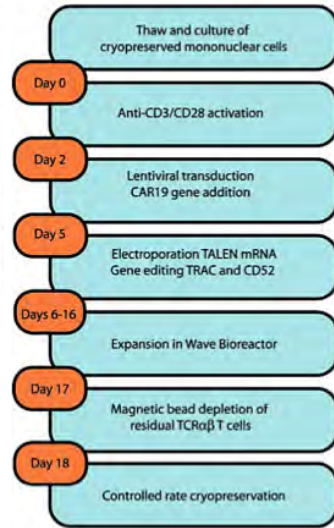 Thaw and culture of
cryopreserved mononuclear cells
Day 0
Anti-CD3/CD28 activation
Day 2
Lentiviral transduction
CAR19 gene addition
Day 5
Electroporation TALEN mRNA
Gene editing TRAC and CD52
Days 6-16
Expansion in Wave Bioreactor
Day 17
Magnetic bead depletion of
residual TCRαβ T cells
Day 18
Controlled rate cryopreservation